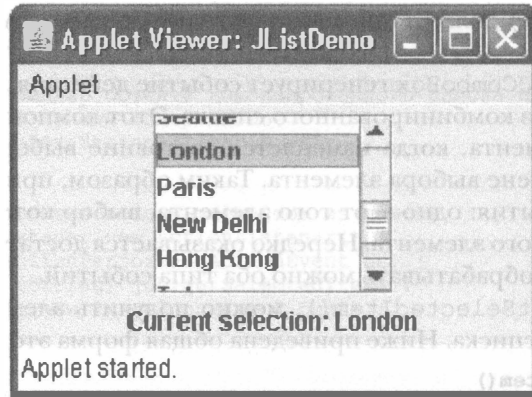 Applet Viewer: JListDemo
Applet
London
Paris
New Delhi
Hong Kong
Current selection: London
Applet started.